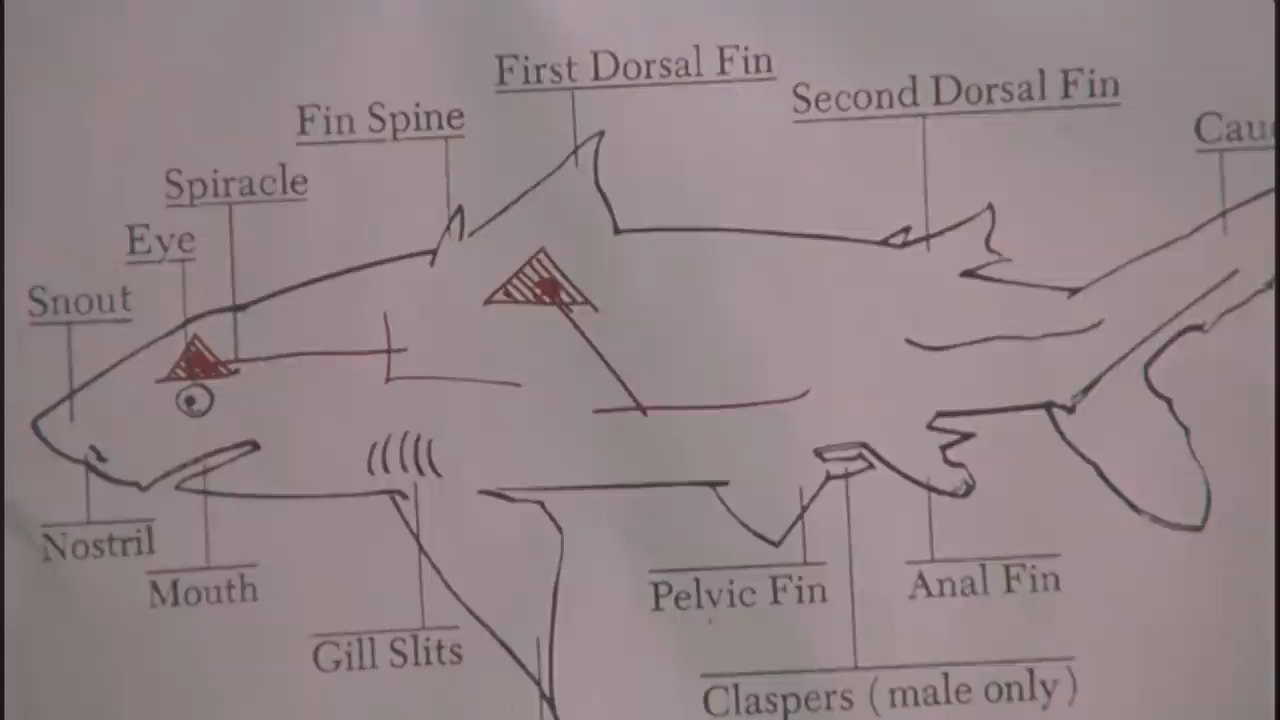 First Dorsal Fin
Second Dorsal Fin
Fin Spine
Spiracle
Eye
Snout
Nostril
Mouth
Gill Slits
Pelvic Fin
Anal Fin
Claspers (male only)